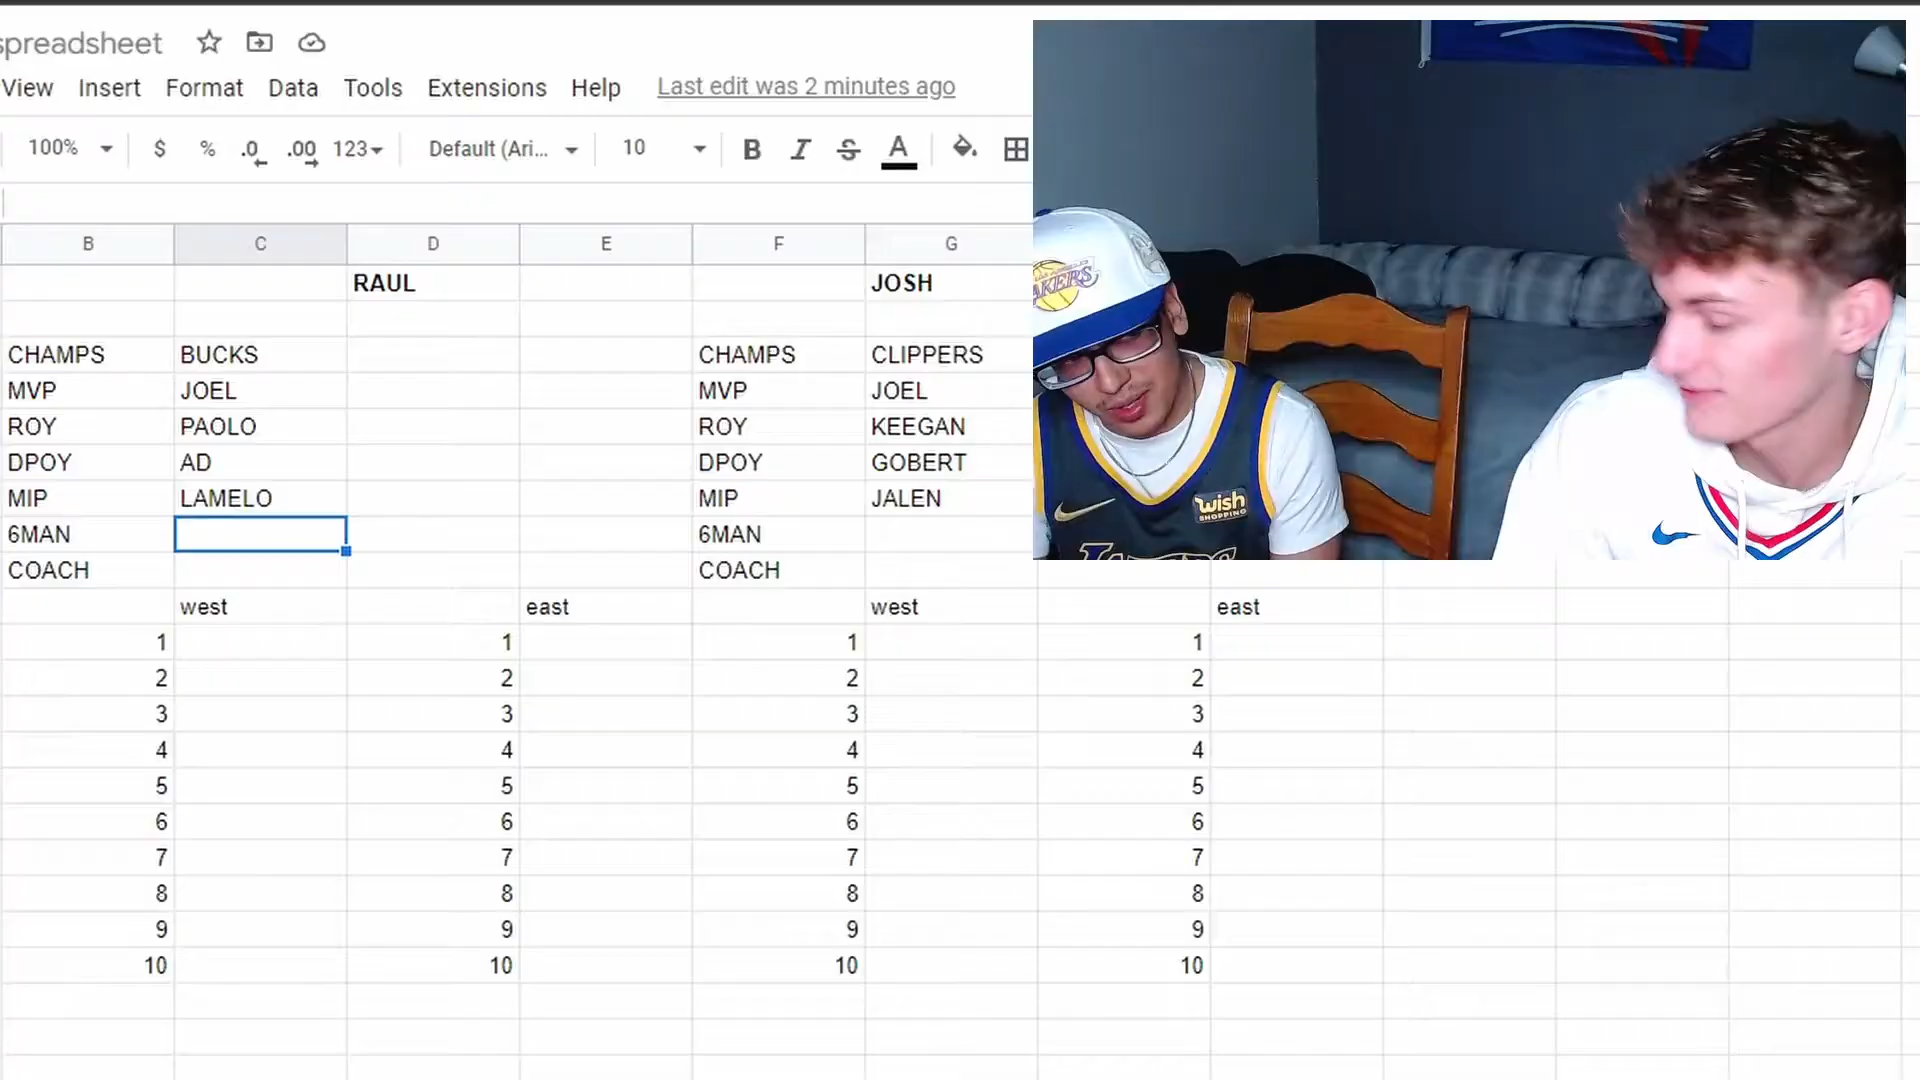 spreadsheet
View Insert Format Data Tools Extensions Help Last edit was 2 minutes ago
100% $ % .0 .00 123 Default (Ari... 10 B I S A
B C D E F G
RAUL JOSH
CHAMPS BUCKS CHAMPS CLIPPERS
MVP JOEL MVP JOEL
ROY PAOLO ROY KEEGAN
DPOY AD DPOY GOBERT
MIP LAMELO MIP JALEN
6MAN 6MAN
COACH COACH
west east west east
1 1 1 1
2 2 2 2
3 3 3 3
4 4 4 4
5 5 5 5
6 6 6 6
7 7 7 7
8 8 8 8
9 9 9 9
10 10 10 10
AKERS
wish
SHOPPING
LAKERS